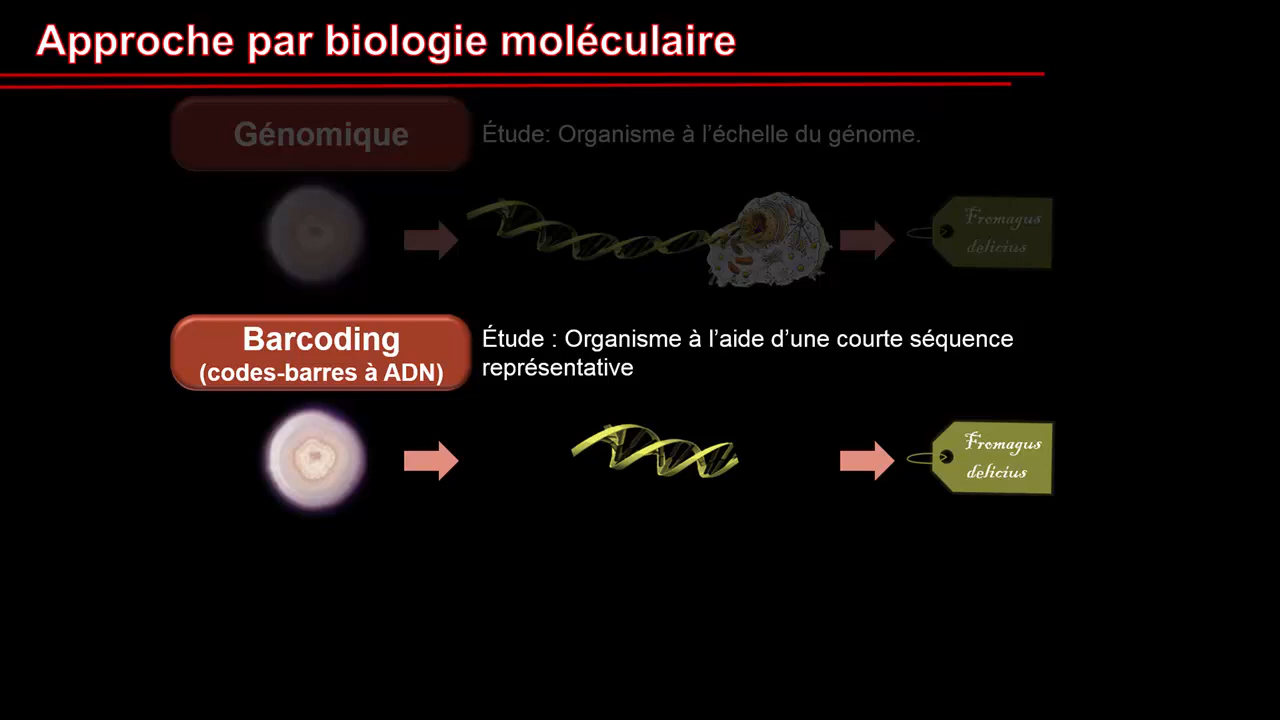 Approche par biologie moléculaire
Génomique
Étude: Organisme à l’échelle du génome.
Fromagus
delicius
Barcoding
(codes-barres à ADN)
Étude : Organisme à l’aide d’une courte séquence
représentative
Fromagus
delicius